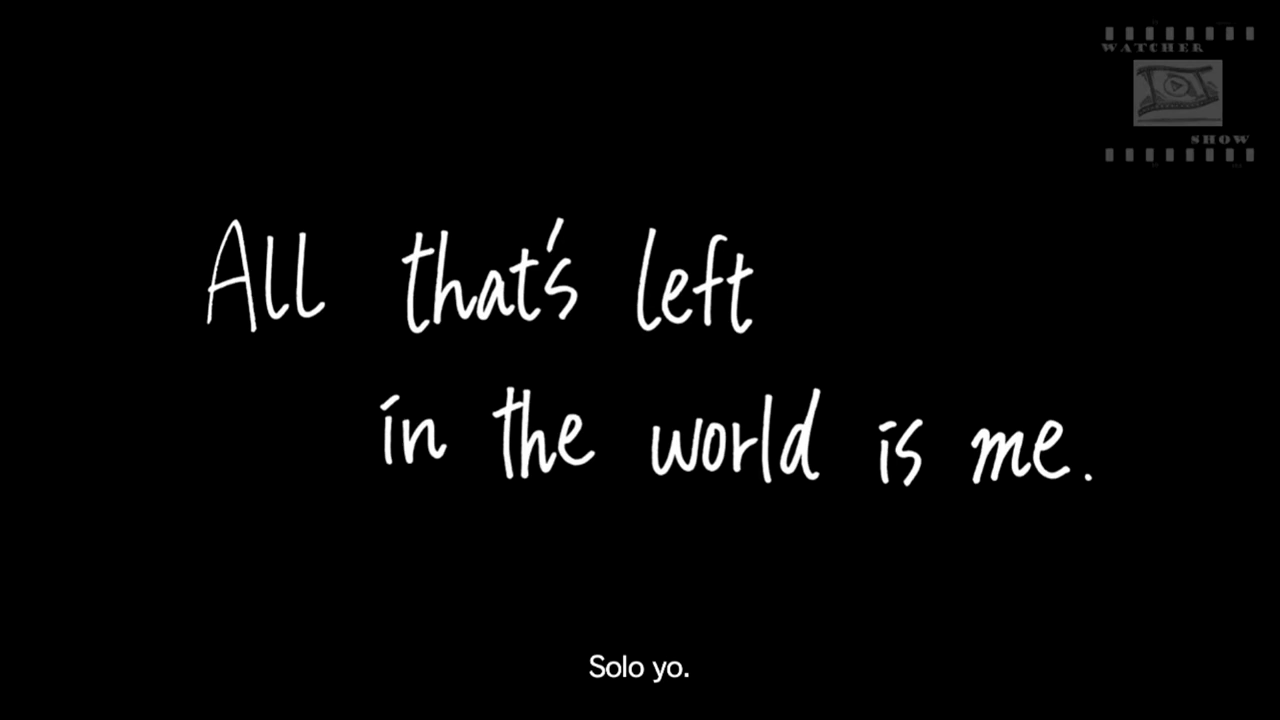 WATCHER
SHOW
All that's left
in the world is me.
Solo yo.